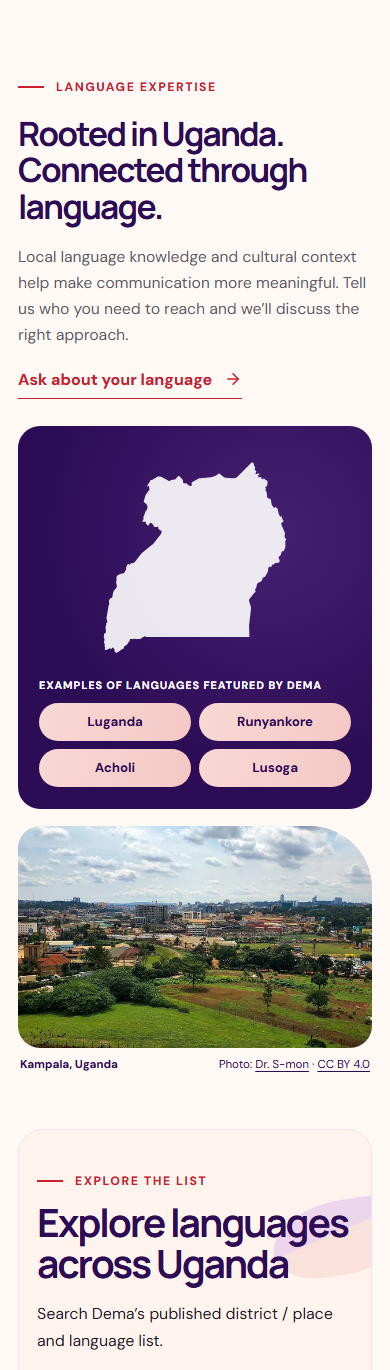 LANGUAGE EXPERTISE
Rooted in Uganda.
Connected through
language.
Local language knowledge and cultural context
help make communication more meaningful. Tell
us who you need to reach and we’ll discuss the
right approach.
Ask about your language →
EXAMPLES OF LANGUAGES FEATURED BY DEMA
Luganda
Runyankore
Acholi
Lusoga
Kampala, Uganda
Photo: Dr. S-mon · CC BY 4.0
EXPLORE THE LIST
Explore languages
across Uganda
Search Dema’s published district / place
and language list.